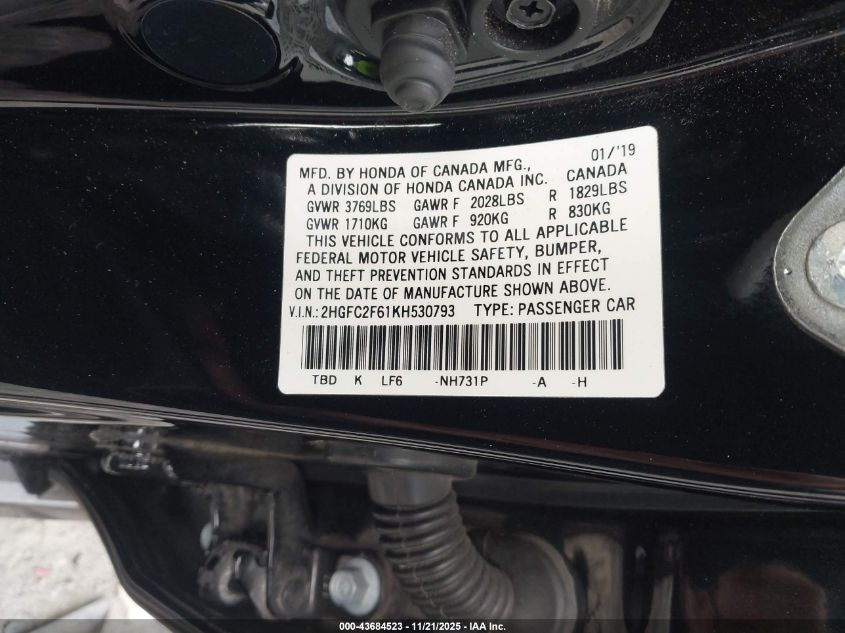 01/'19
MFD. BY HONDA OF CANADA MFG.,
A DIVISION OF HONDA CANADA INC. CANADA
GVWR 3769LBS GAWR F 2028LBS R 1829LBS
GVWR 1710KG GAWR F 920KG R 830KG
THIS VEHICLE CONFORMS TO ALL APPLICABLE
FEDERAL MOTOR VEHICLE SAFETY, BUMPER,
AND THEFT PREVENTION STANDARDS IN EFFECT
ON THE DATE OF MANUFACTURE SHOWN ABOVE.
V.I.N.: 2HGFC2F61KH530793 TYPE: PASSENGER CAR
TBD K LF6 -NH731P -A -H
000-43684523 - 11/21/2025 - IAA Inc.